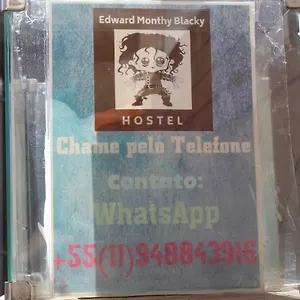 Edward Monthy Blacky
HOSTEL
Chame pelo Telefone
Contato:
WhatsApp
+55(11)948843916